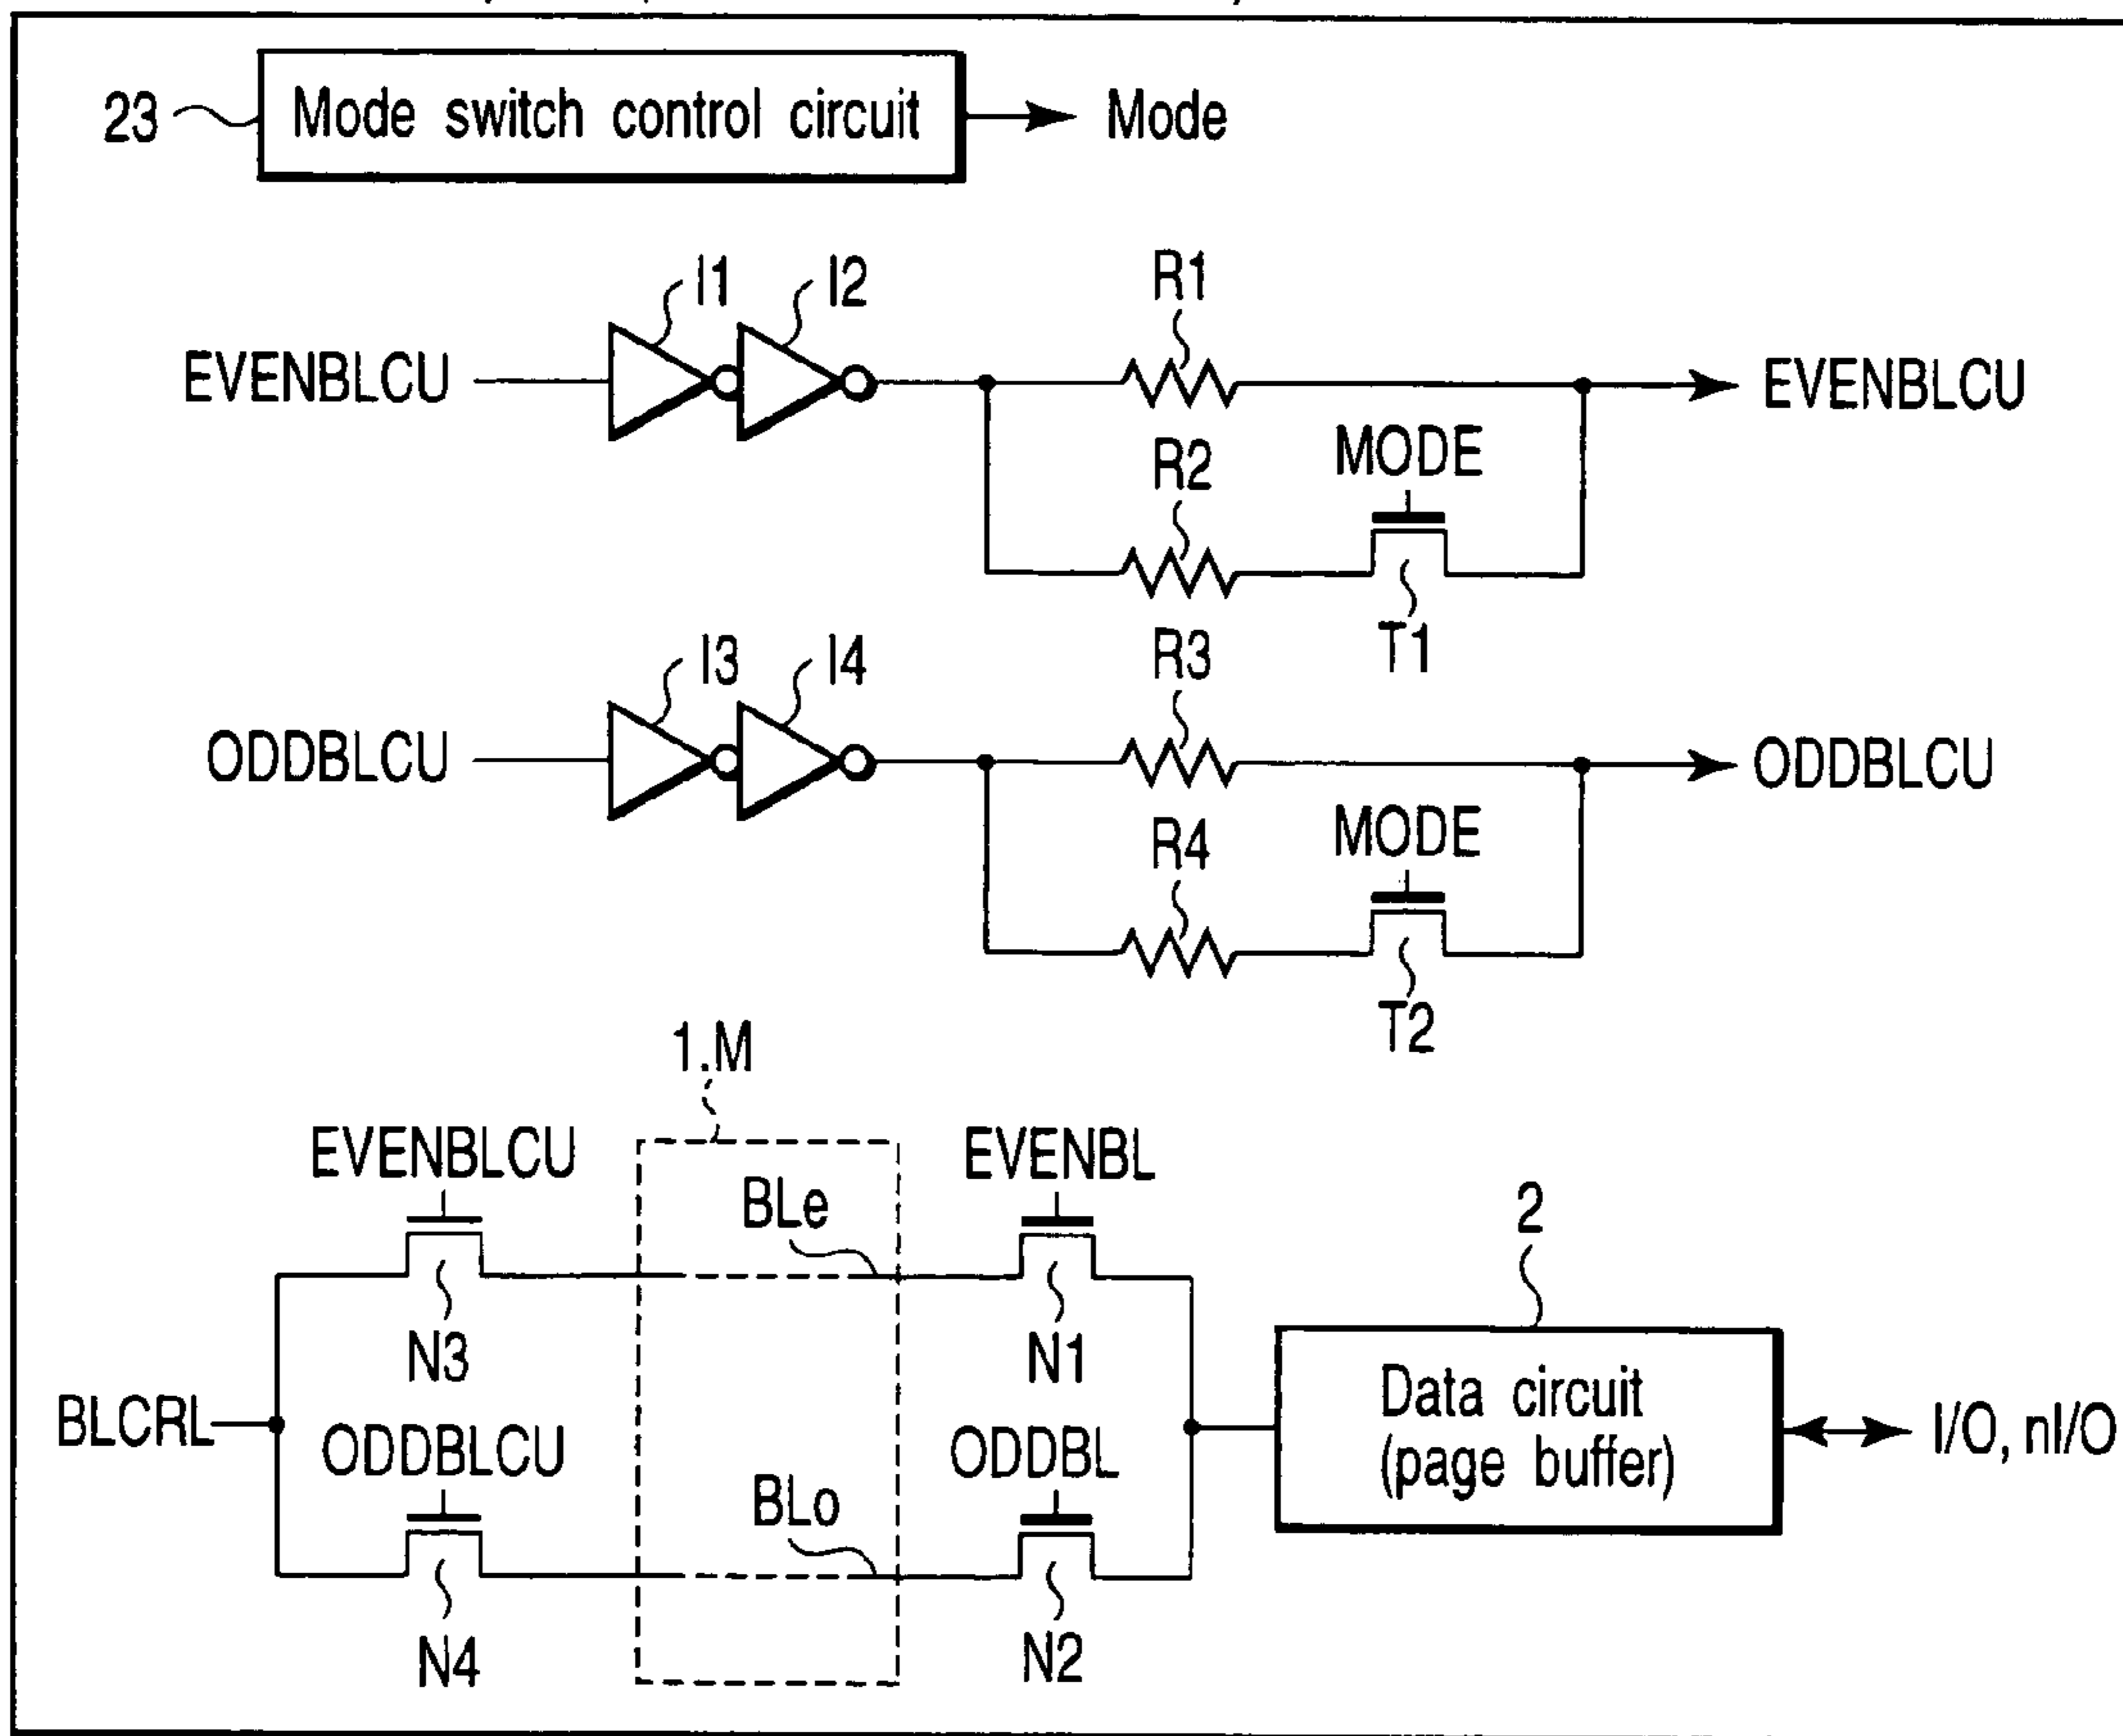 23 Mode switch control circuit Mode
I1 I2 R1
EVENBLCU EVENBLCU
R2 MODE
T1
I3 I4 R3
ODDBLCU ODDBLCU
R4 MODE
T2
1.M
EVENBLCU EVENBL
BLe 2
N3 N1
BLCRL Data circuit
(page buffer) I/O, nI/O
ODDBLCU ODDBL
BLo
N4 N2